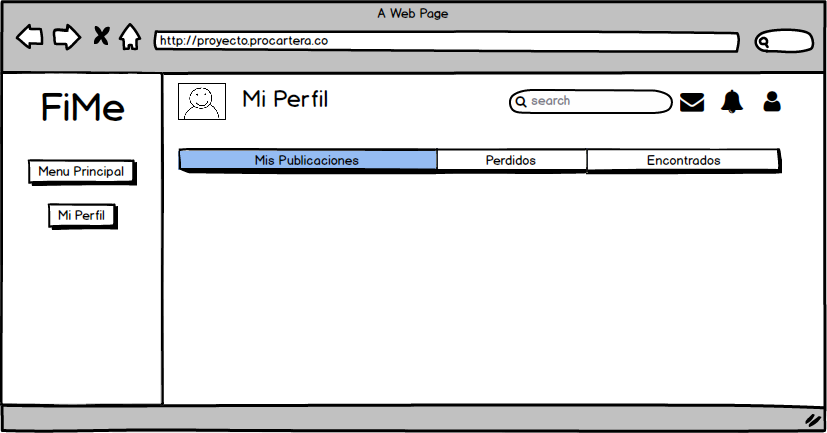 A Web Page
http://proyecto.procartera.co
FiMe
Menu Principal
Mi Perfil
Mi Perfil
search
Mis Publicaciones
Perdidos
Encontrados